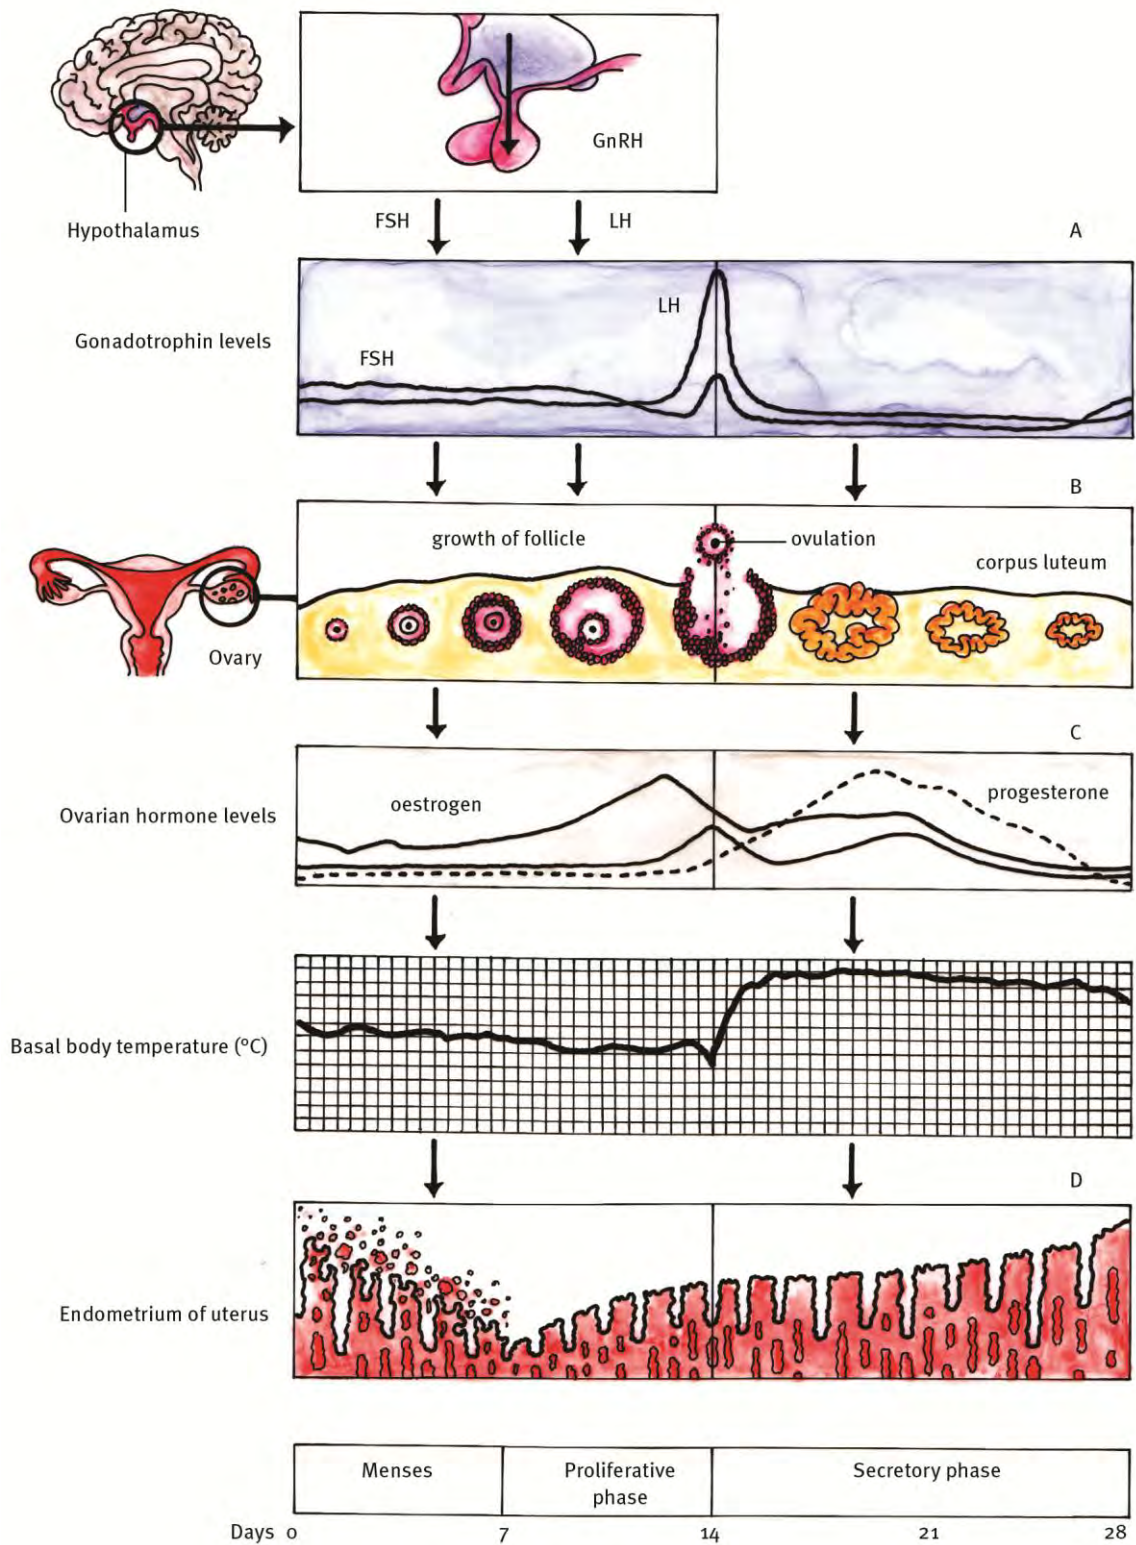 GnRH
Hypothalamus
FSH
LH
A
Gonadotrophin levels
LH
FSH
B
growth of follicle
ovulation
corpus luteum
Ovary
C
Ovarian hormone levels
oestrogen
progesterone
Basal body temperature (°C)
D
Endometrium of uterus
Menses
Proliferative
phase
Secretory phase
Days 0 7 14 21 28